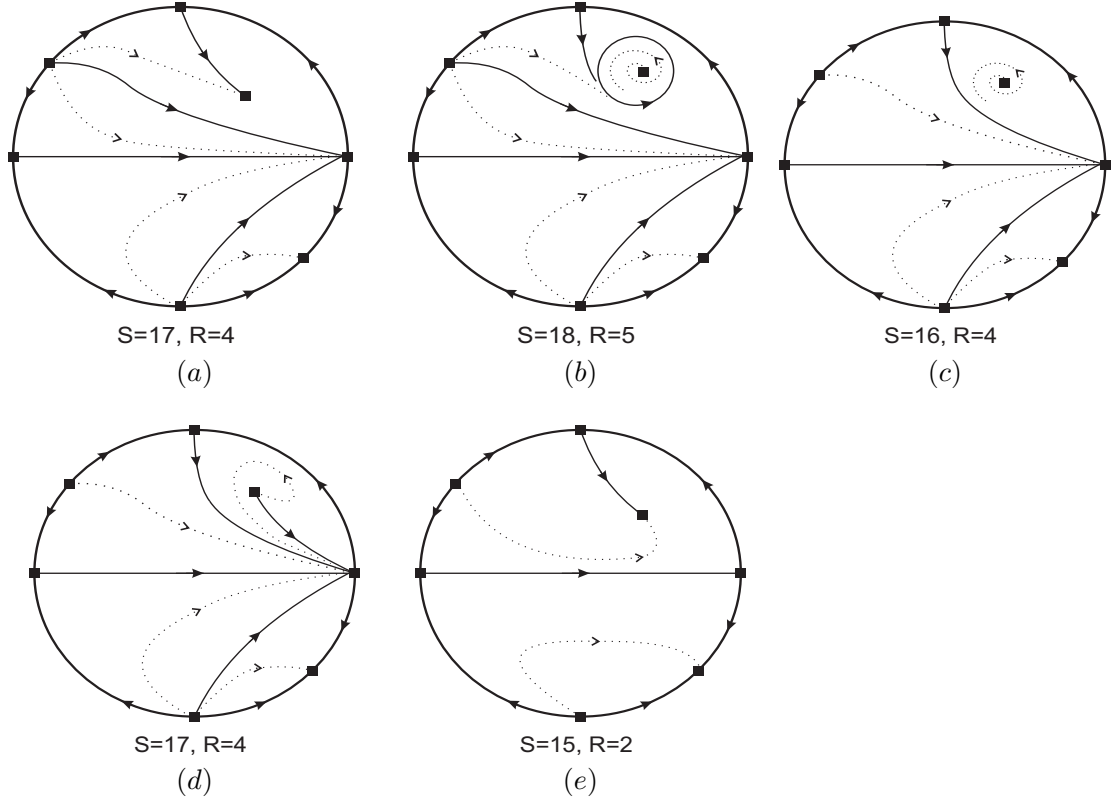 S=17, R=4
(a)
S=18, R=5
(b)
S=16, R=4
(c)
S=17, R=4
(d)
S=15, R=2
(e)